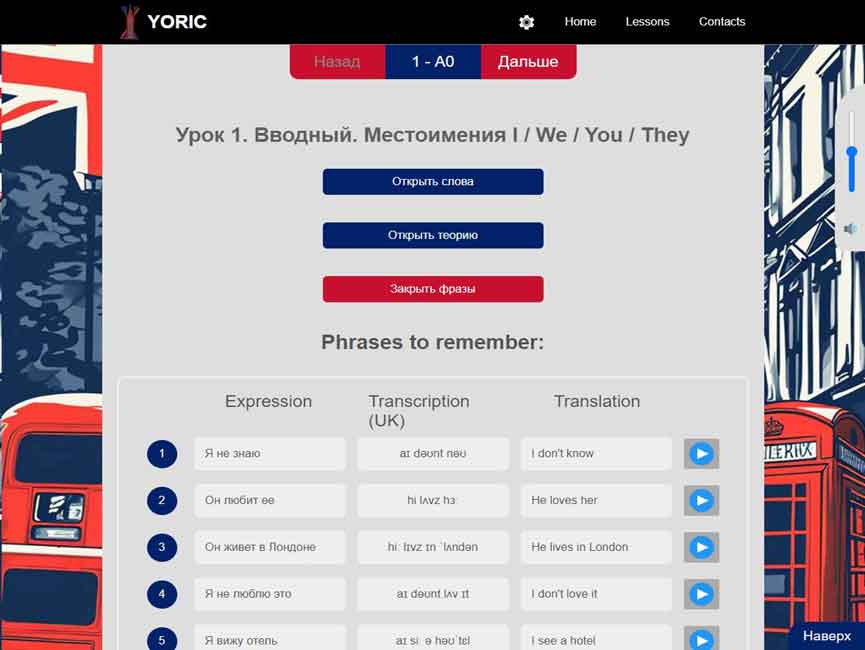 YORIC
Home Lessons Contacts
Назад 1 - A0 Дальше
Урок 1. Вводный. Местоимения I / We / You / They
Открыть слова
Открыть теорию
Закрыть фразы
Phrases to remember:
Expression Transcription (UK) Translation
1 Я не знаю aɪ dəʊnt nəʊ I don't know
2 Он любит ее hi lʌvz hɜː He loves her
3 Он живет в Лондоне hiː lɪvz ɪn ˈlʌndən He lives in London
4 Я не люблю это aɪ dəʊnt lʌv ɪt I don't love it
5 Я вижу отель aɪ siː ə həʊˈtɛl I see a hotel
Наверх